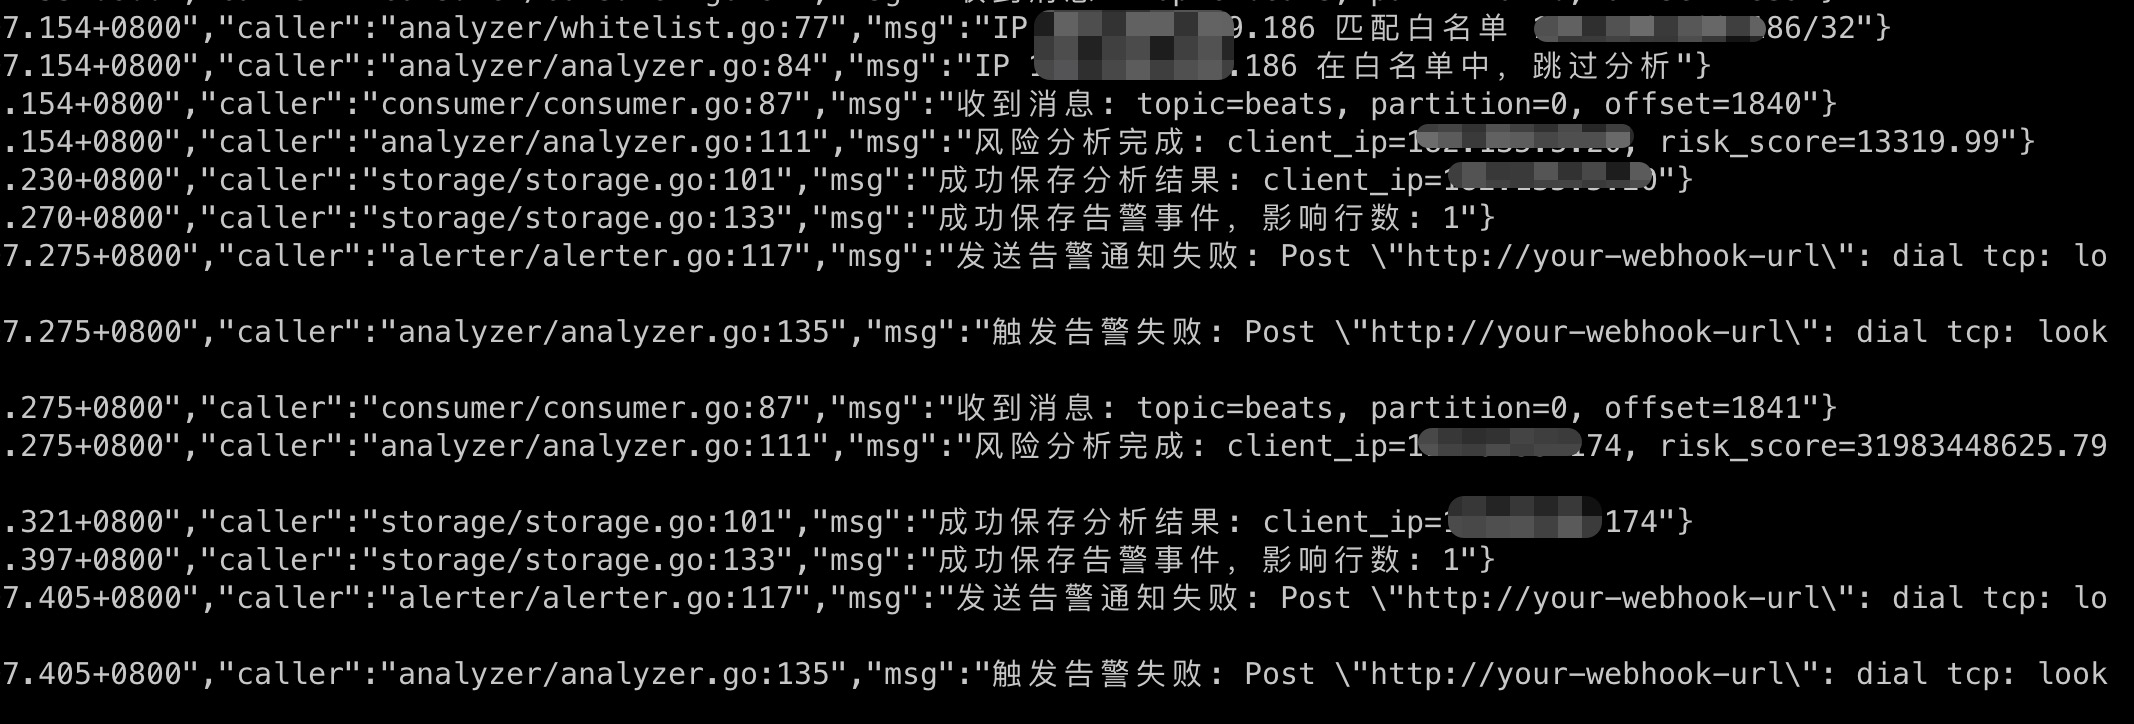 7.154+0800","caller":"analyzer/whitelist.go:77","msg":"IP 9.186 匹配白名单 86/32"}
7.154+0800","caller":"analyzer/analyzer.go:84","msg":"IP .186 在白名单中，跳过分析"}
.154+0800","caller":"consumer/consumer.go:87","msg":"收到消息: topic=beats, partition=0, offset=1840"}
.154+0800","caller":"analyzer/analyzer.go:111","msg":"风险分析完成: client_ip=, risk_score=13319.99"}
.230+0800","caller":"storage/storage.go:101","msg":"成功保存分析结果: client_ip="}
.270+0800","caller":"storage/storage.go:133","msg":"成功保存告警事件，影响行数: 1"}
7.275+0800","caller":"alerter/alerter.go:117","msg":"发送告警通知失败: Post \"http://your-webhook-url\": dial tcp: lo
7.275+0800","caller":"analyzer/analyzer.go:135","msg":"触发告警失败: Post \"http://your-webhook-url\": dial tcp: look
.275+0800","caller":"consumer/consumer.go:87","msg":"收到消息: topic=beats, partition=0, offset=1841"}
.275+0800","caller":"analyzer/analyzer.go:111","msg":"风险分析完成: client_ip=174, risk_score=31983448625.79
.321+0800","caller":"storage/storage.go:101","msg":"成功保存分析结果: client_ip=174"}
.397+0800","caller":"storage/storage.go:133","msg":"成功保存告警事件，影响行数: 1"}
7.405+0800","caller":"alerter/alerter.go:117","msg":"发送告警通知失败: Post \"http://your-webhook-url\": dial tcp: lo
7.405+0800","caller":"analyzer/analyzer.go:135","msg":"触发告警失败: Post \"http://your-webhook-url\": dial tcp: look